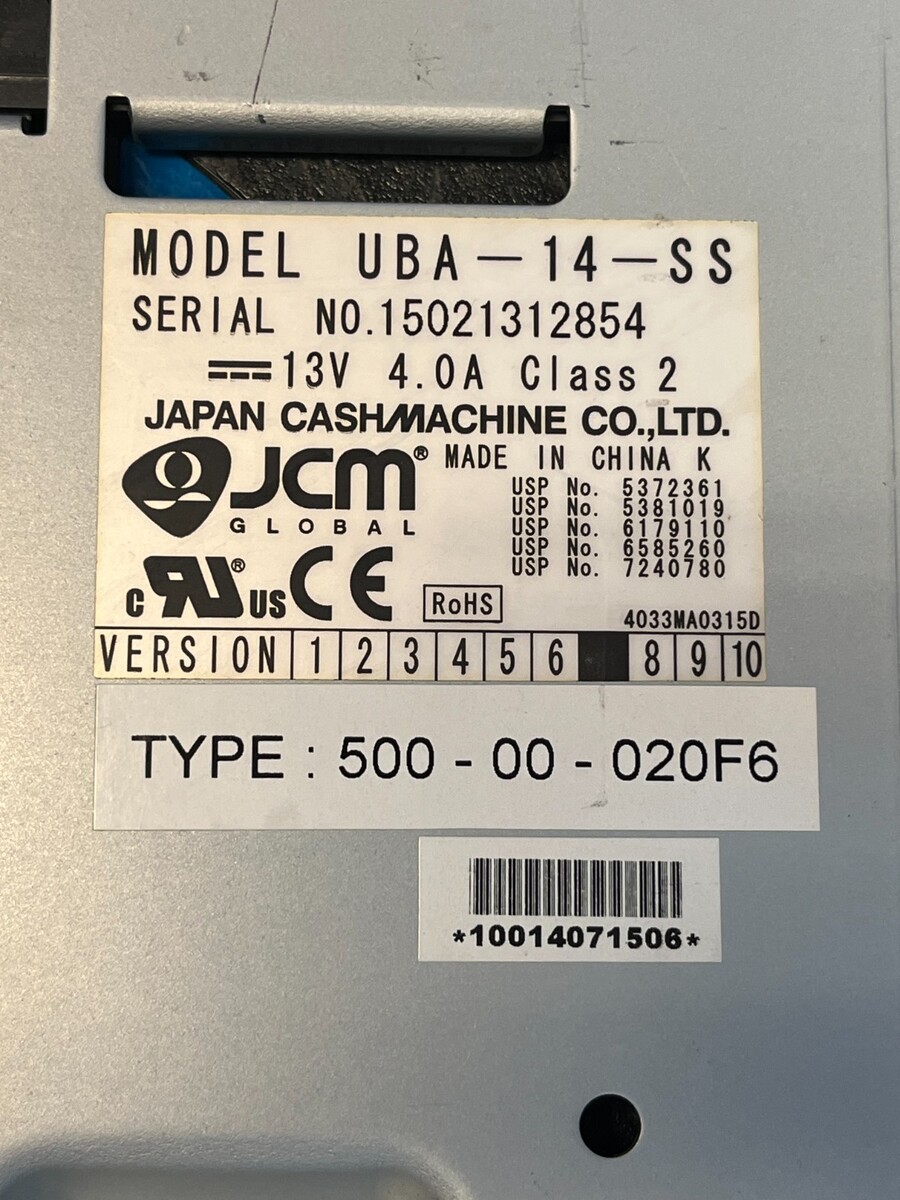 MODEL UBA-14-SS
SERIAL NO.15021312854
⎓13V 4.0A Class 2
JAPAN CASHMACHINE CO.,LTD.
JCM® MADE IN CHINA K
GLOBAL
USP No. 5372361
USP No. 5381019
USP No. 6179110
USP No. 6585260
USP No. 7240780
c RU® US CE RoHS
4033MA0315D
VERSION 1 2 3 4 5 6 8 9 10
TYPE : 500 - 00 - 020F6
*10014071506*